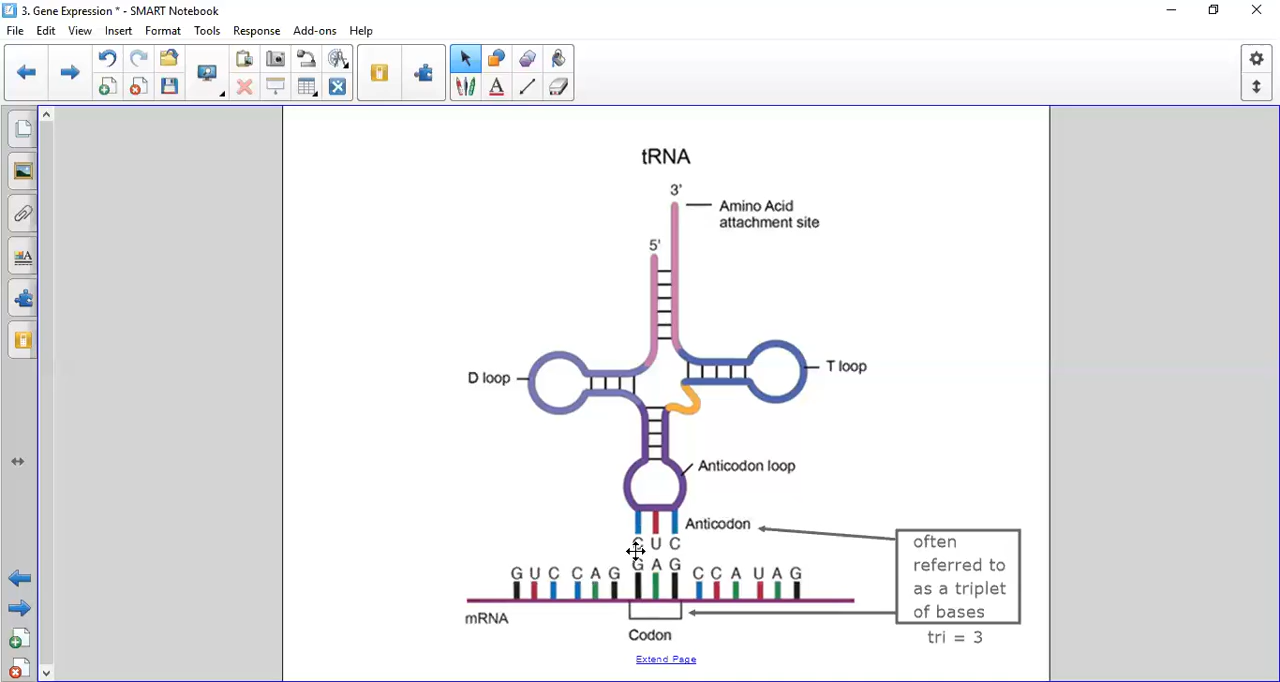 3. Gene Expression * - SMART Notebook
File Edit View Insert Format Tools Response Add-ons Help
tRNA
3'
Amino Acid
attachment site
5'
D loop
T loop
Anticodon loop
Anticodon
C U C
G U C C A G G A G C C A U A G
mRNA
Codon
often
referred to
as a triplet
of bases
tri = 3
Extend Page